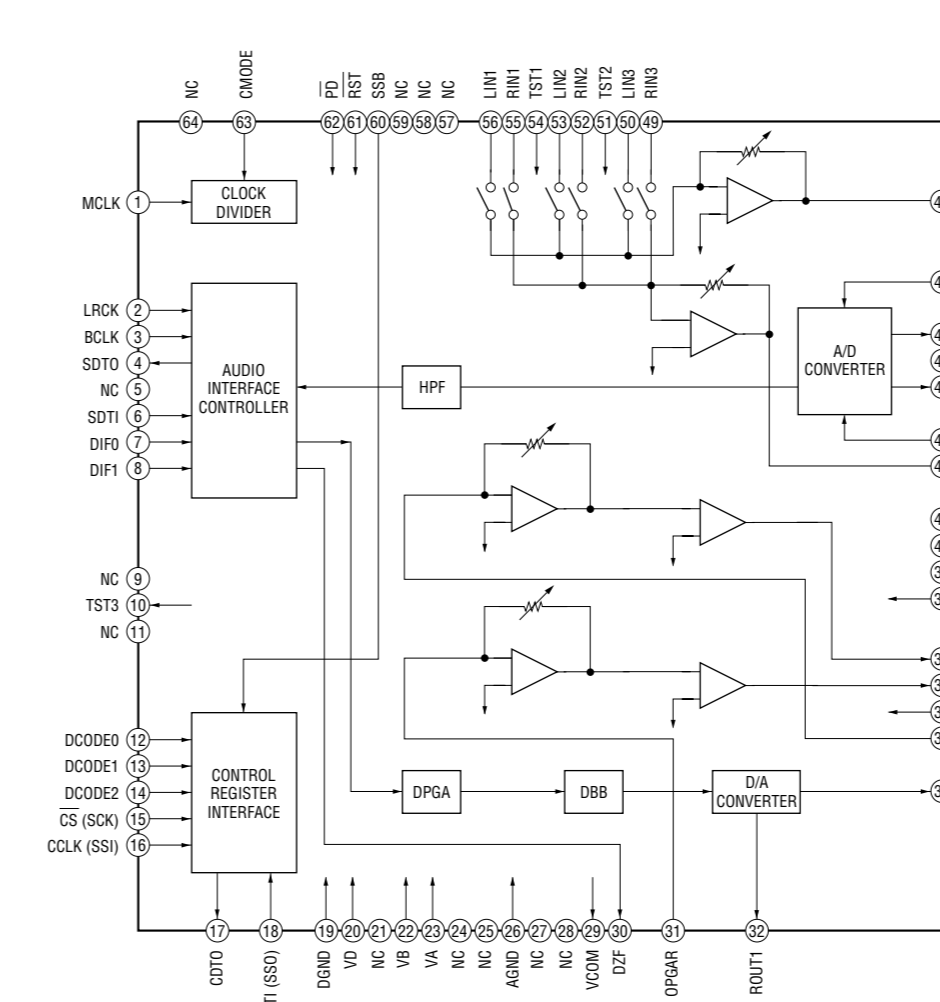 NC
CMODE
PD
RST
SSB
NC
NC
NC
LIN1
RIN1
TST1
LIN2
RIN2
TST2
LIN3
RIN3
64
63
62
61
60
59
58
57
56
55
54
53
52
51
50
49
MCLK 1
CLOCK
DIVIDER
LRCK 2
BCLK 3
SDTO 4
NC 5
SDTI 6
DIF0 7
DIF1 8
AUDIO
INTERFACE
CONTROLLER
HPF
A/D
CONVERTER
NC 9
TST3 10
NC 11
DCODE0 12
DCODE1 13
DCODE2 14
CS (SCK) 15
CCLK (SSI) 16
CONTROL
REGISTER
INTERFACE
DPGA
DBB
D/A
CONVERTER
17
18
19
20
21
22
23
24
25
26
27
28
29
30
31
32
CDTO
TI (SSO)
DGND
VD
NC
VB
VA
NC
NC
AGND
NC
NC
VCOM
DZF
OPGAR
ROUT1